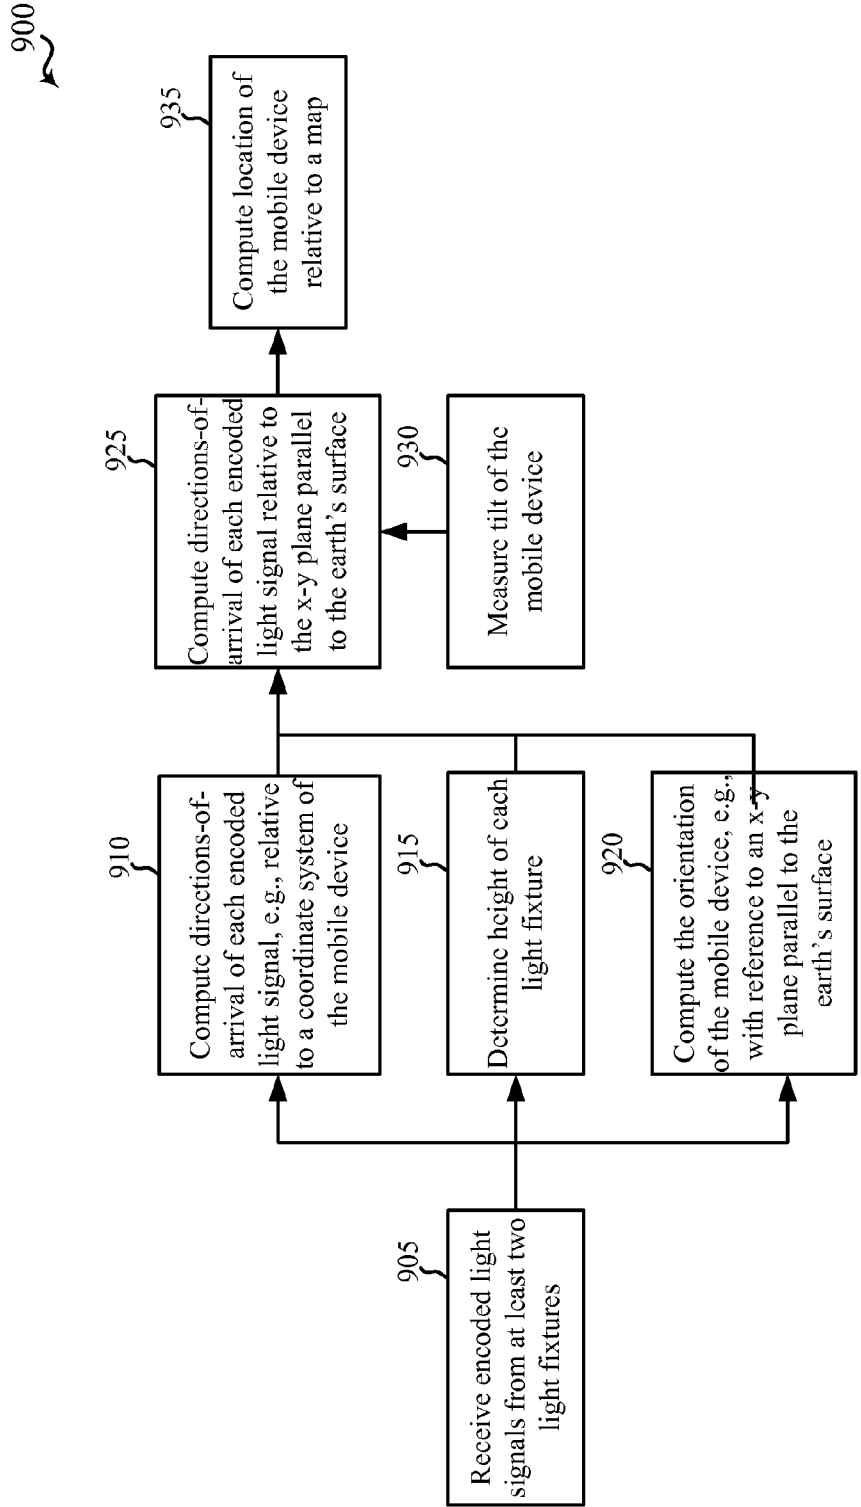 900
905
Receive encoded light
signals from at least two
light fixtures
910
Compute directions-of-
arrival of each encoded
light signal, e.g., relative
to a coordinate system of
the mobile device
915
Determine height of each
light fixture
920
Compute the orientation
of the mobile device, e.g.,
with reference to an x-y
plane parallel to the
earth's surface
925
Compute directions-of-
arrival of each encoded
light signal relative to
the x-y plane parallel
to the earth's surface
930
Measure tilt of the
mobile device
935
Compute location of
the mobile device
relative to a map